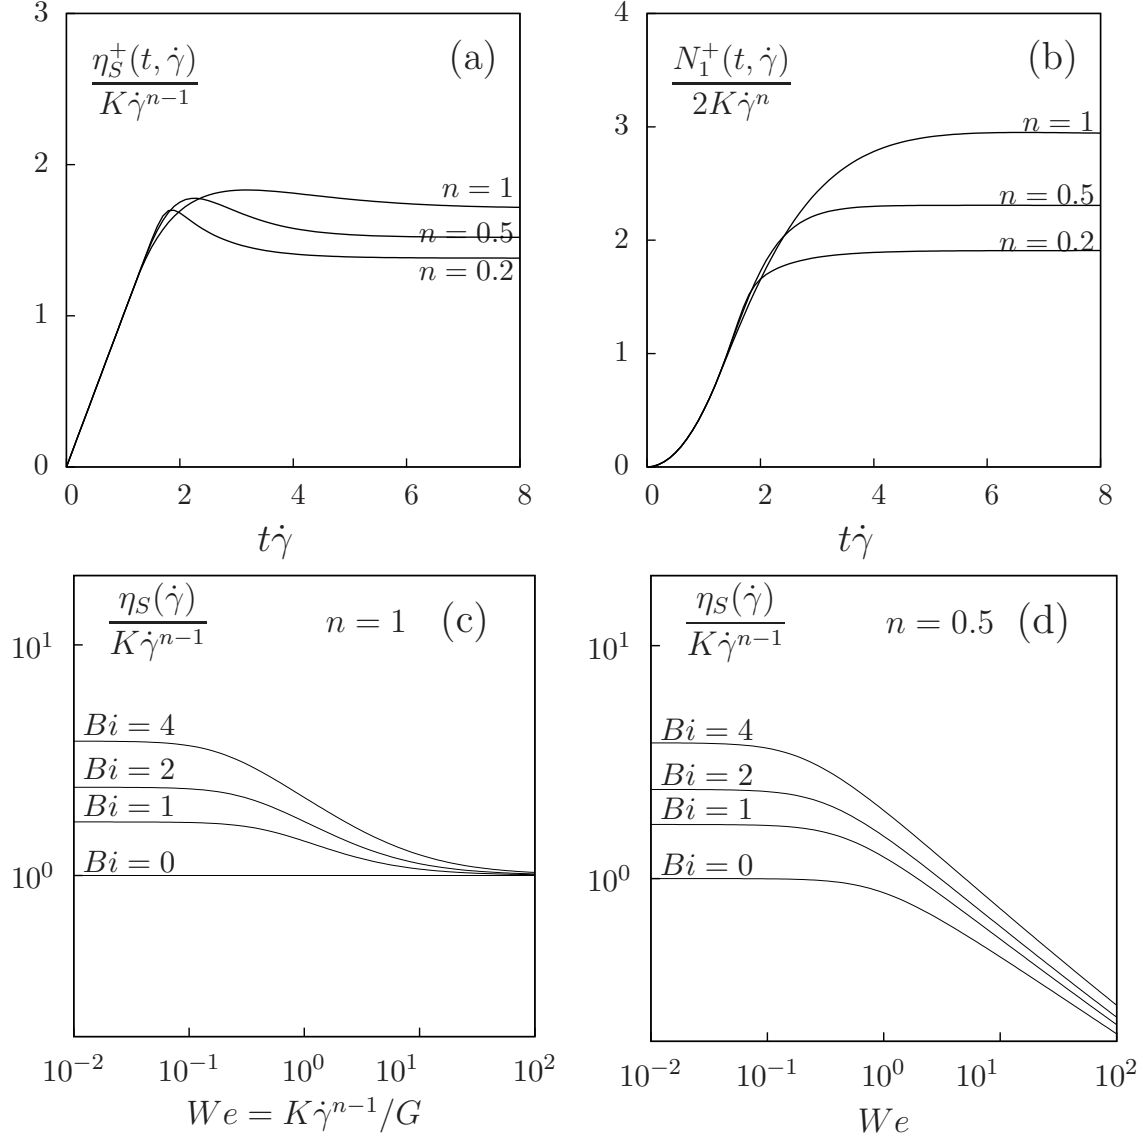 3
2
1
0
η_S^+(t, γ̇)
Kγ̇^{n−1}
(a)
n = 1
n = 0.5
n = 0.2
0 2 4 6 8
tγ̇
4
3
2
1
0
N_1^+(t, γ̇)
2Kγ̇^n
(b)
n = 1
n = 0.5
n = 0.2
0 2 4 6 8
tγ̇
η_S(γ̇)
Kγ̇^{n−1}
n = 1 (c)
10^1
10^0
Bi = 4
Bi = 2
Bi = 1
Bi = 0
10^{−2} 10^{−1} 10^0 10^1 10^2
We = Kγ̇^{n−1}/G
η_S(γ̇)
Kγ̇^{n−1}
n = 0.5 (d)
10^1
10^0
Bi = 4
Bi = 2
Bi = 1
Bi = 0
10^{−2} 10^{−1} 10^0 10^1 10^2
We